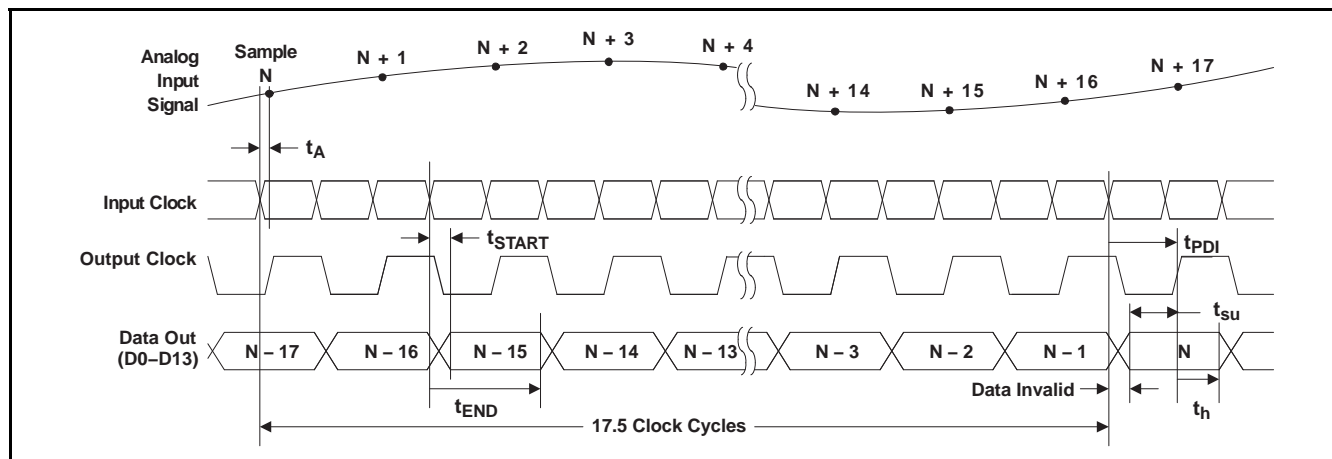 Analog
Input
Signal
Sample
N
N + 1
N + 2
N + 3
N + 4
N + 14
N + 15
N + 16
N + 17
tA
Input Clock
tSTART
tPDI
Output Clock
tsu
Data Out
(D0–D13)
N – 17
N – 16
N – 15
N – 14
N – 13
N – 3
N – 2
N – 1
N
tEND
Data Invalid
th
17.5 Clock Cycles